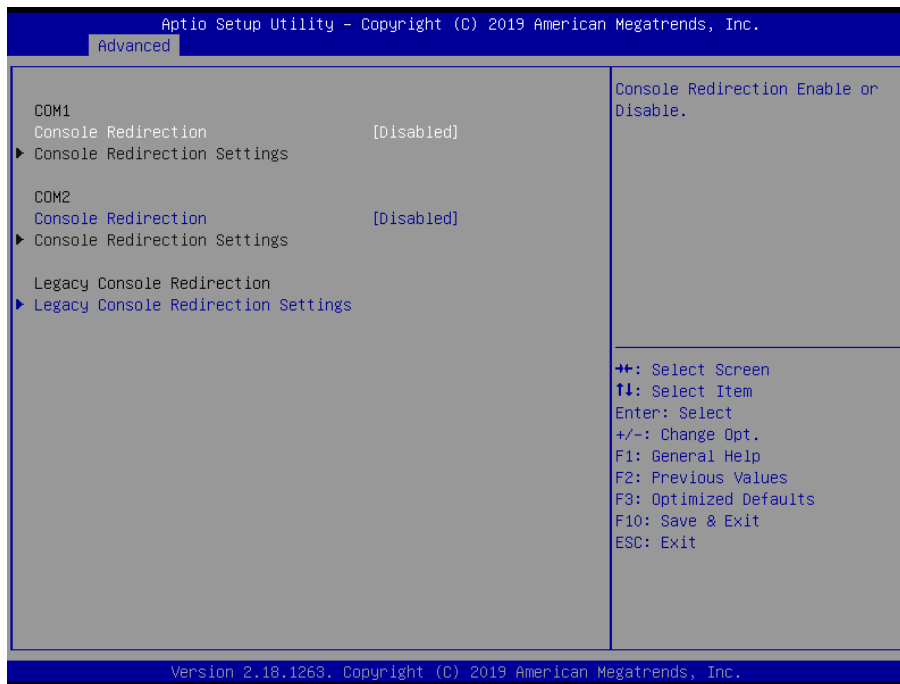 Aptio Setup Utility – Copyright (C) 2019 American Megatrends, Inc.
Advanced
COM1
Console Redirection [Disabled]
Console Redirection Settings
COM2
Console Redirection [Disabled]
Console Redirection Settings
Legacy Console Redirection
Legacy Console Redirection Settings
Console Redirection Enable or
Disable.
→←: Select Screen
↑↓: Select Item
Enter: Select
+/-: Change Opt.
F1: General Help
F2: Previous Values
F3: Optimized Defaults
F10: Save & Exit
ESC: Exit
Version 2.18.1263. Copyright (C) 2019 American Megatrends, Inc.